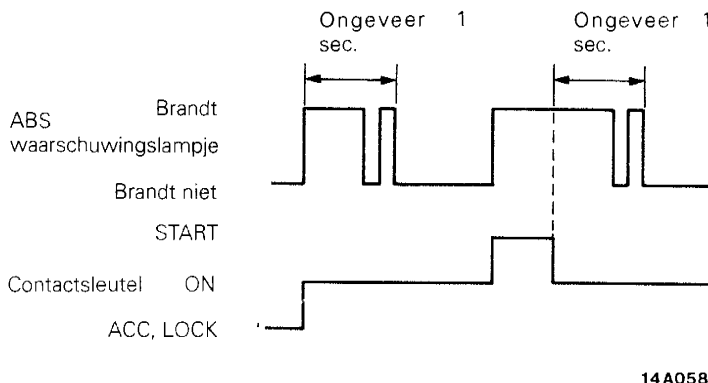 Ongeveer 1
sec.
Ongeveer 1
sec.
ABS
waarschuwingslampje
Brandt
Brandt niet
START
Contactsleutel ON
ACC, LOCK
14A058